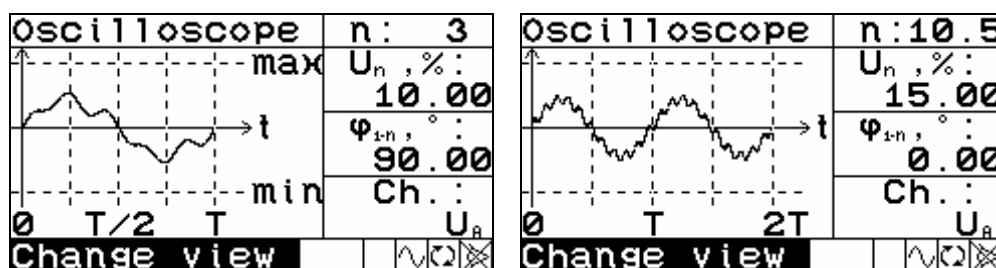 Oscilloscope
n: 3
max
Uₙ ,% :
10.00
t
φ₁₋ₙ , ° :
90.00
min
Ch. :
0 T/2 T
U_A
Change view
Oscilloscope
n:10.5
Uₙ ,% :
15.00
t
φ₁₋ₙ , ° :
0.00
Ch. :
0 T 2T
U_A
Change view